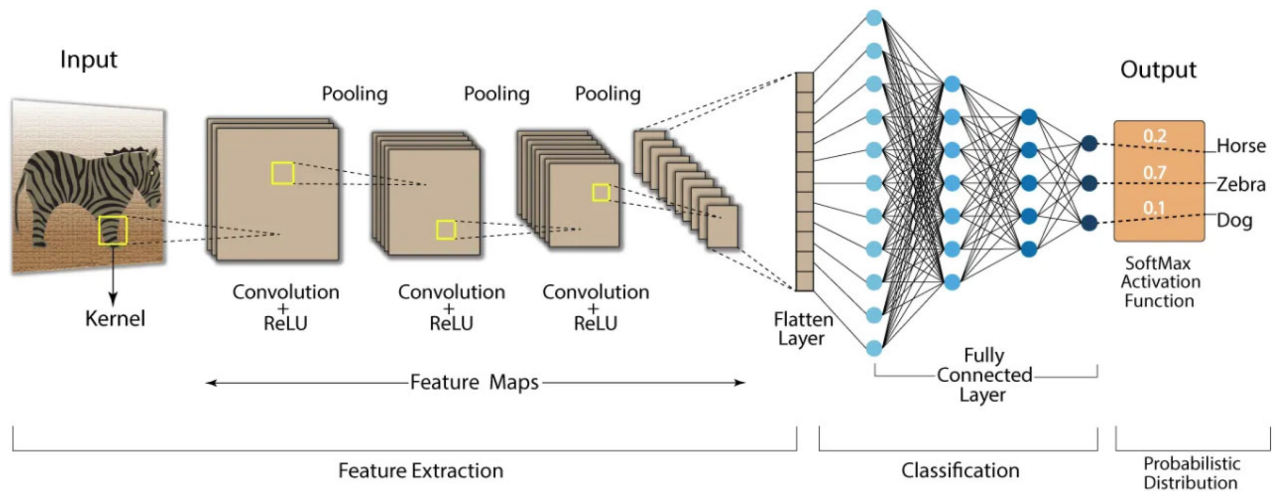 Input
Pooling
Pooling
Pooling
Output
0.2
Horse
0.7
Zebra
0.1
Dog
Kernel
Convolution
+
ReLU
Convolution
+
ReLU
Convolution
+
ReLU
Flatten
Layer
SoftMax
Activation
Function
Feature Maps
Fully
Connected
Layer
Feature Extraction
Classification
Probabilistic
Distribution